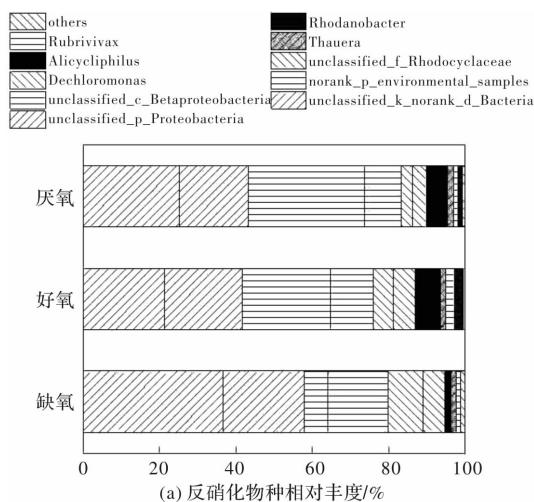 others
Rhodanobacter
Rubrivivax
Thauera
Alicycliphilus
unclassified_f_Rhodocyclaceae
Dechloromonas
norank_p_environmental_samples
unclassified_c_Betaproteobacteria
unclassified_k_norank_d_Bacteria
unclassified_p_Proteobacteria
厌氧
好氧
缺氧
0 20 40 60 80 100
(a) 反硝化物种相对丰度/%